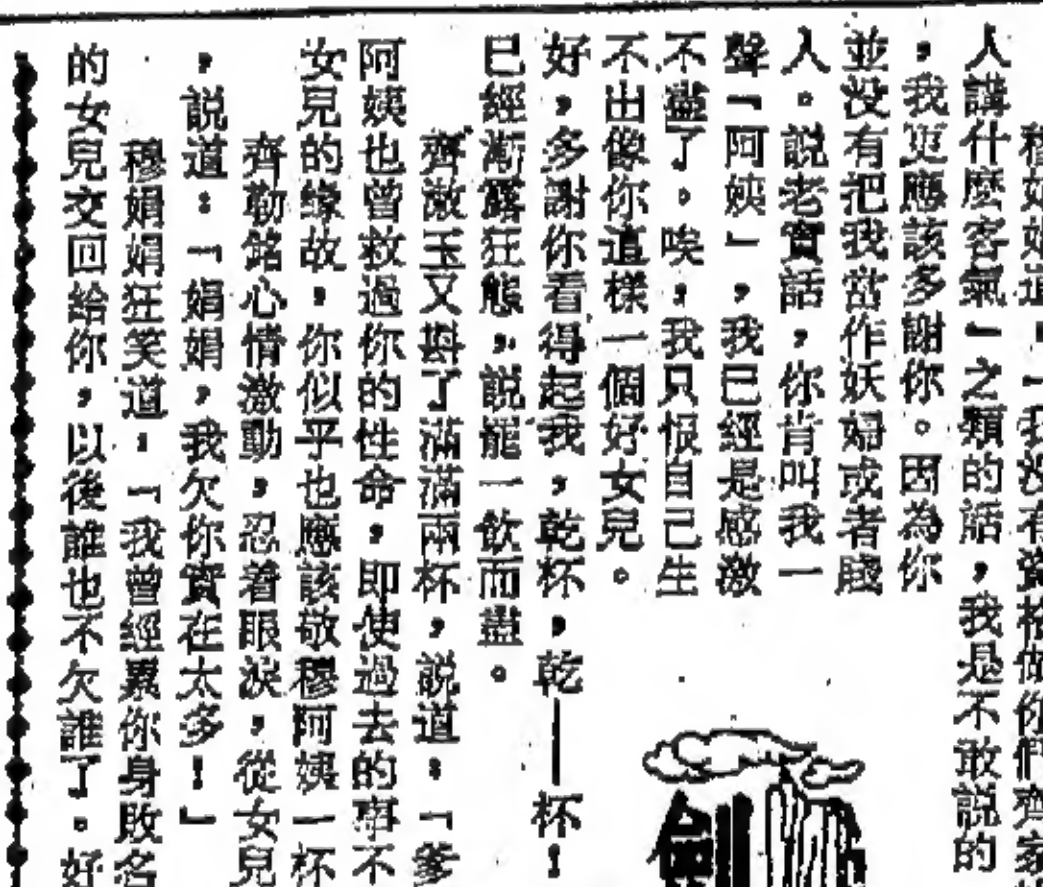 穆娟娟道：「我没有資格做你們齊家
人講什麼客氣」之類的話，我是不敢説的
，我更應該多謝你。因為你
並没有把我當作妖婦或者賤
人。説老實話，你肯叫我一
聲「阿姨」，我已經是感激
不盡了。唉，我只恨自己生
不出像你這樣一個好女兒。
好，多謝你看得起我，乾杯，乾——杯！
已經漸露狂態，説罷一飲而盡。
齊漱玉又斟了滿滿兩杯，説道：「爹
阿姨也曾救過你的性命，即使過去的事不
女兒的緣故，你似乎也應該敬穆阿姨一杯
齊勒銘心情激動，忍着眼淚，從女兒
，説道：「娟娟，我欠你實在太多！」
穆娟娟狂笑道：「我曾經累你身敗名
的女兒交回給你，以後誰也不欠誰了。好